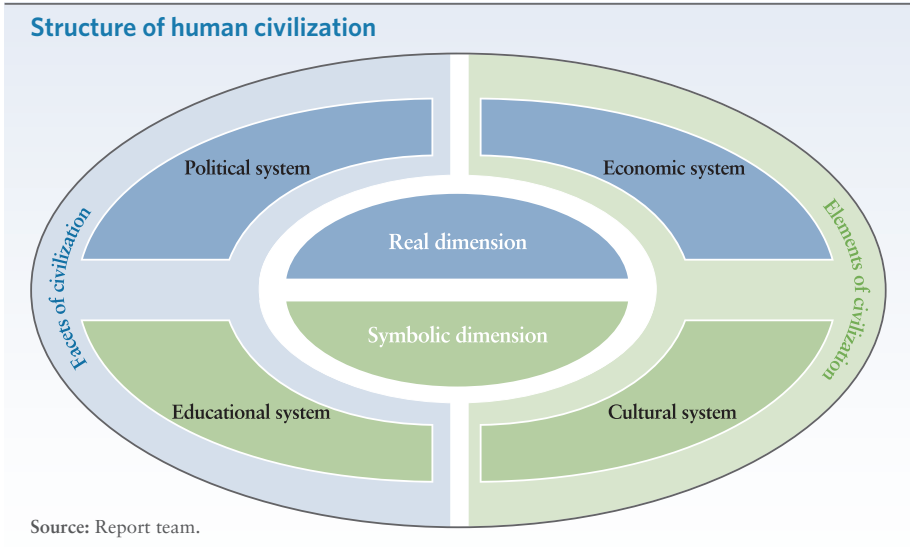 Structure of human civilization
Political system
Economic system
Facets of civilization
Real dimension
Symbolic dimension
Elements of civilization
Educational system
Cultural system
Source: Report team.